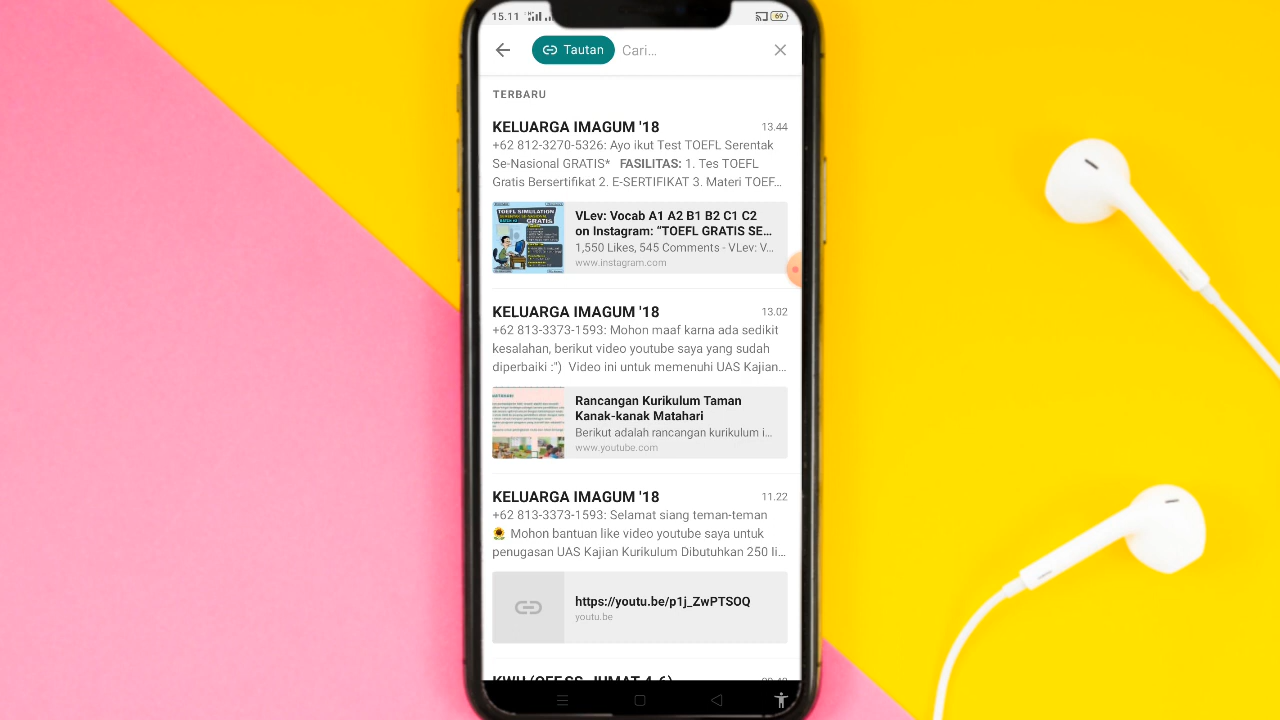 15.11
69
Tautan
Cari...
TERBARU
KELUARGA IMAGUM '18
13.44
+62 812-3270-5326: Ayo ikut Test TOEFL Serentak
Se-Nasional GRATIS* FASILITAS: 1. Tes TOEFL
Gratis Bersertifikat 2. E-SERTIFIKAT 3. Materi TOEF...
TOEFL SIMULATION
GRATIS
VLev: Vocab A1 A2 B1 B2 C1 C2
on Instagram: “TOEFL GRATIS SE...
1,550 Likes, 545 Comments - VLev: V...
www.instagram.com
KELUARGA IMAGUM '18
13.02
+62 813-3373-1593: Mohon maaf karna ada sedikit
kesalahan, berikut video youtube saya yang sudah
diperbaiki :") Video ini untuk memenuhi UAS Kajian...
Rancangan Kurikulum Taman
Kanak-kanak Matahari
Berikut adalah rancangan kurikulum i...
www.youtube.com
KELUARGA IMAGUM '18
11.22
+62 813-3373-1593: Selamat siang teman-teman
🌻 Mohon bantuan like video youtube saya untuk
penugasan UAS Kajian Kurikulum Dibutuhkan 250 li...
https://youtu.be/p1j_ZwPTSOQ
youtu.be